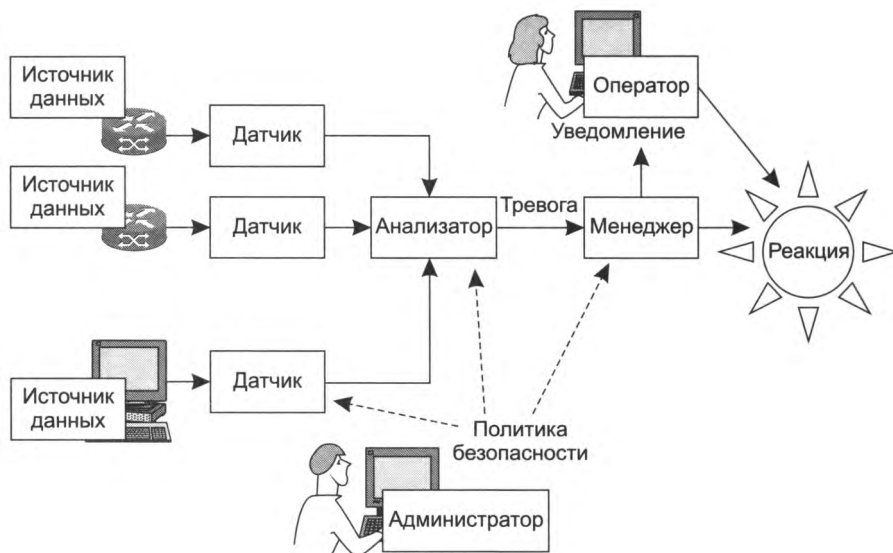 Источник
данных
Датчик
Источник
данных
Датчик
Источник
данных
Датчик
Анализатор
Тревога
Менеджер
Уведомление
Оператор
Реакция
Политика
безопасности
Администратор